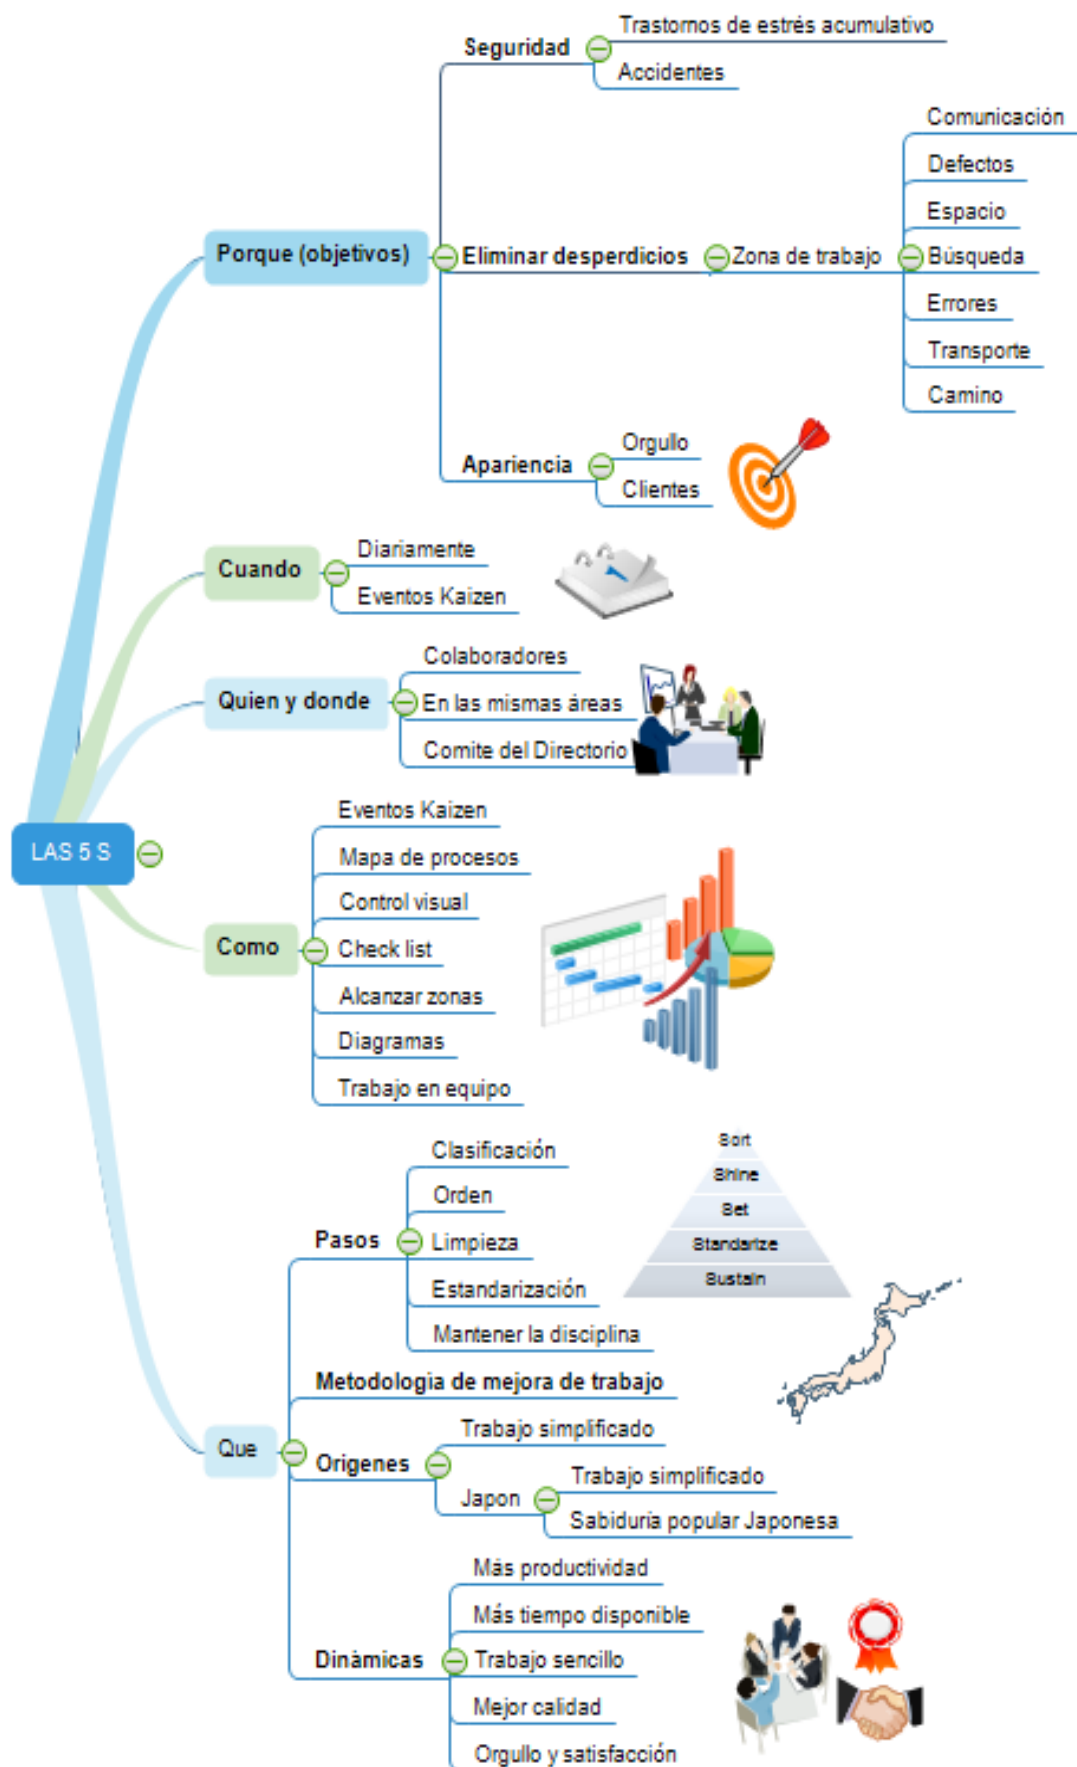 Trastornos de estrés acumulativo
Seguridad
Accidentes
Comunicación
Defectos
Espacio
Porque (objetivos)
Eliminar desperdicios
Zona de trabajo
Búsqueda
Errores
Transporte
Camino
Orgullo
Apariencia
Clientes
Diariamente
Cuando
Eventos Kaizen
Colaboradores
Quien y donde
En las mismas áreas
Comite del Directorio
Eventos Kaizen
LAS 5 S
Mapa de procesos
Control visual
Como
Check list
Alcanzar zonas
Diagramas
Trabajo en equipo
Sort
Clasificación
Shine
Orden
Set
Pasos
Limpieza
Standarize
Sustain
Estandarización
Mantener la disciplina
Metodología de mejora de trabajo
Trabajo simplificado
Que
Origenes
Trabajo simplificado
Japon
Sabiduría popular Japonesa
Más productividad
Más tiempo disponible
Dinámicas
Trabajo sencillo
Mejor calidad
Orgullo y satisfacción